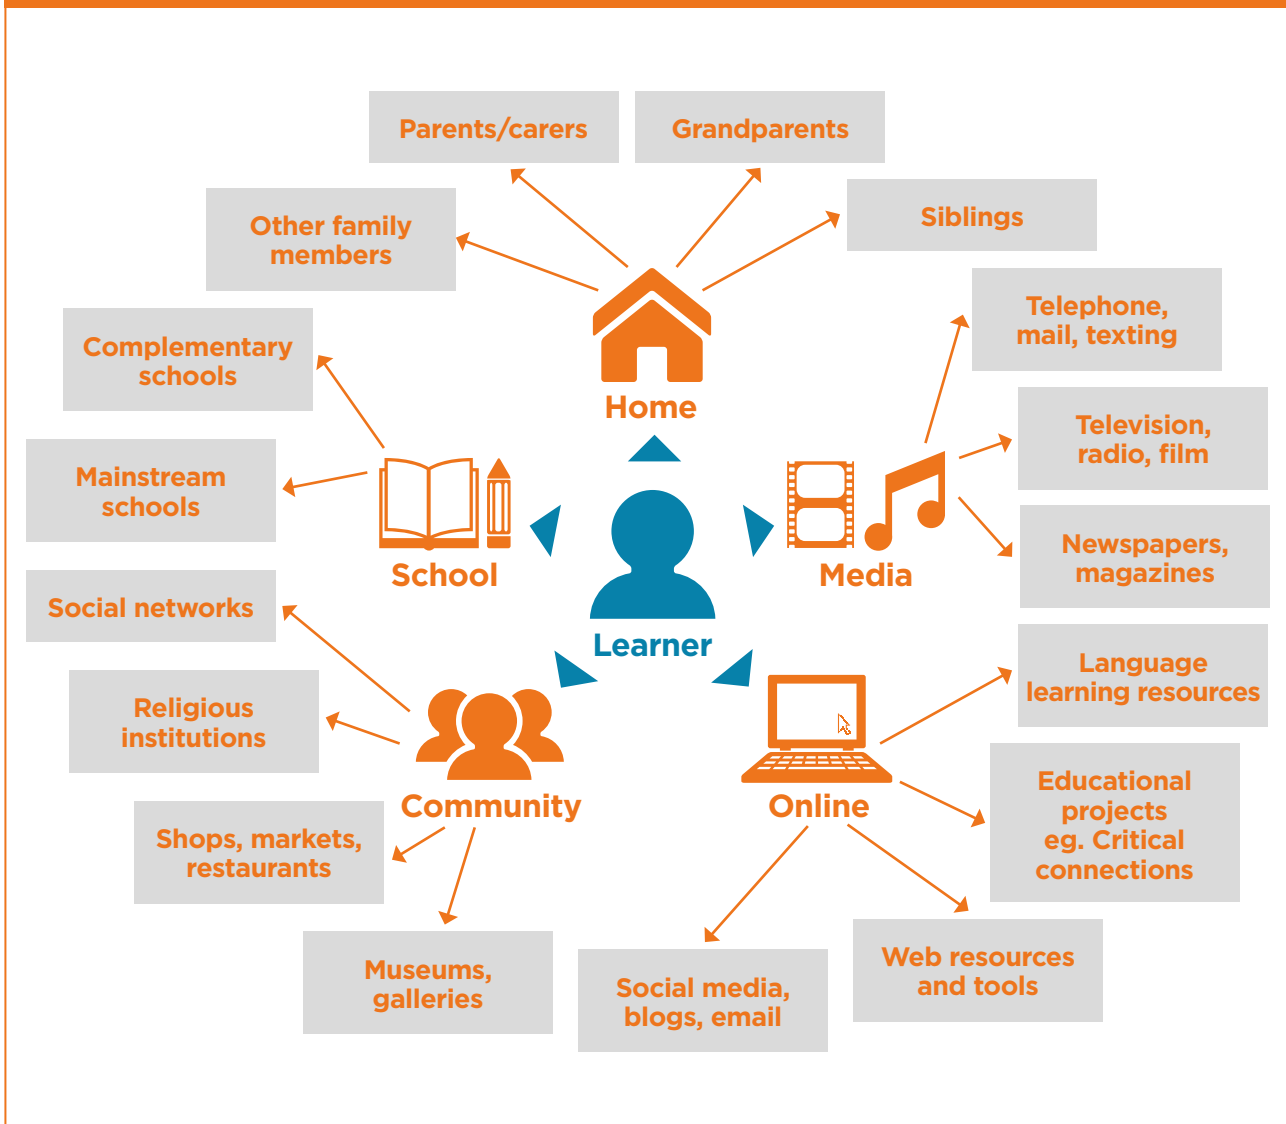 Parents/carers
Grandparents
Other family
members
Siblings
Telephone,
mail, texting
Complementary
schools
Home
Television,
radio, film
Mainstream
schools
School
Media
Newspapers,
magazines
Social networks
Learner
Language
learning resources
Religious
institutions
Community
Online
Educational
projects
eg. Critical
connections
Shops, markets,
restaurants
Museums,
galleries
Social media,
blogs, email
Web resources
and tools